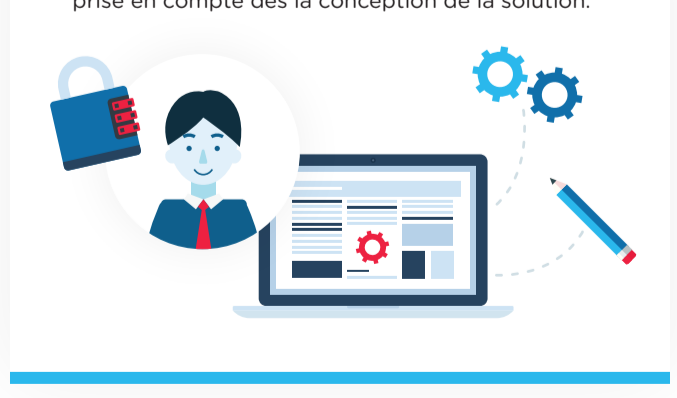 prise en compte dès la conception de la solution.